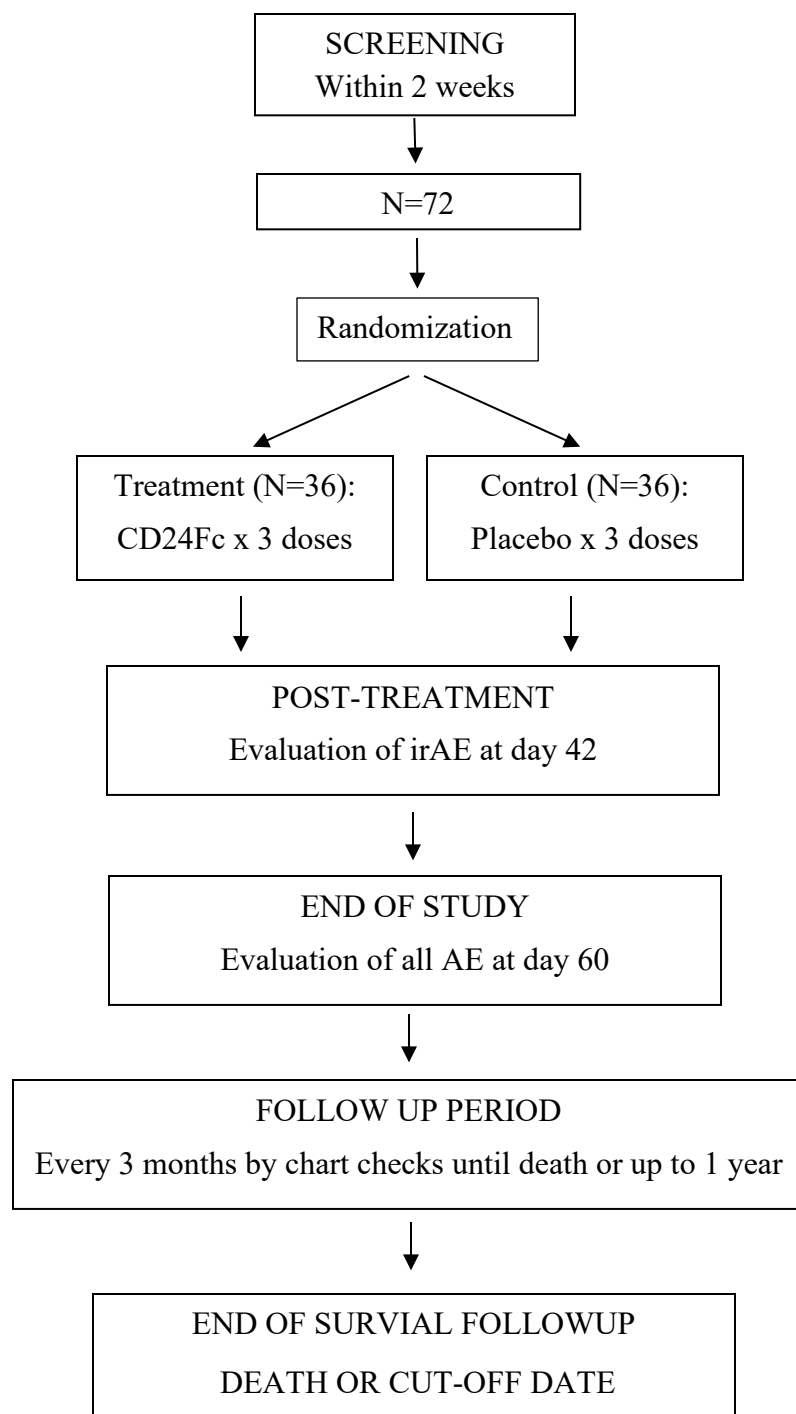 SCREENING
Within 2 weeks
N=72
Randomization
Treatment (N=36):
CD24Fc x 3 doses
Control (N=36):
Placebo x 3 doses
POST-TREATMENT
Evaluation of irAE at day 42
END OF STUDY
Evaluation of all AE at day 60
FOLLOW UP PERIOD
Every 3 months by chart checks until death or up to 1 year
END OF SURVIAL FOLLOWUP
DEATH OR CUT-OFF DATE